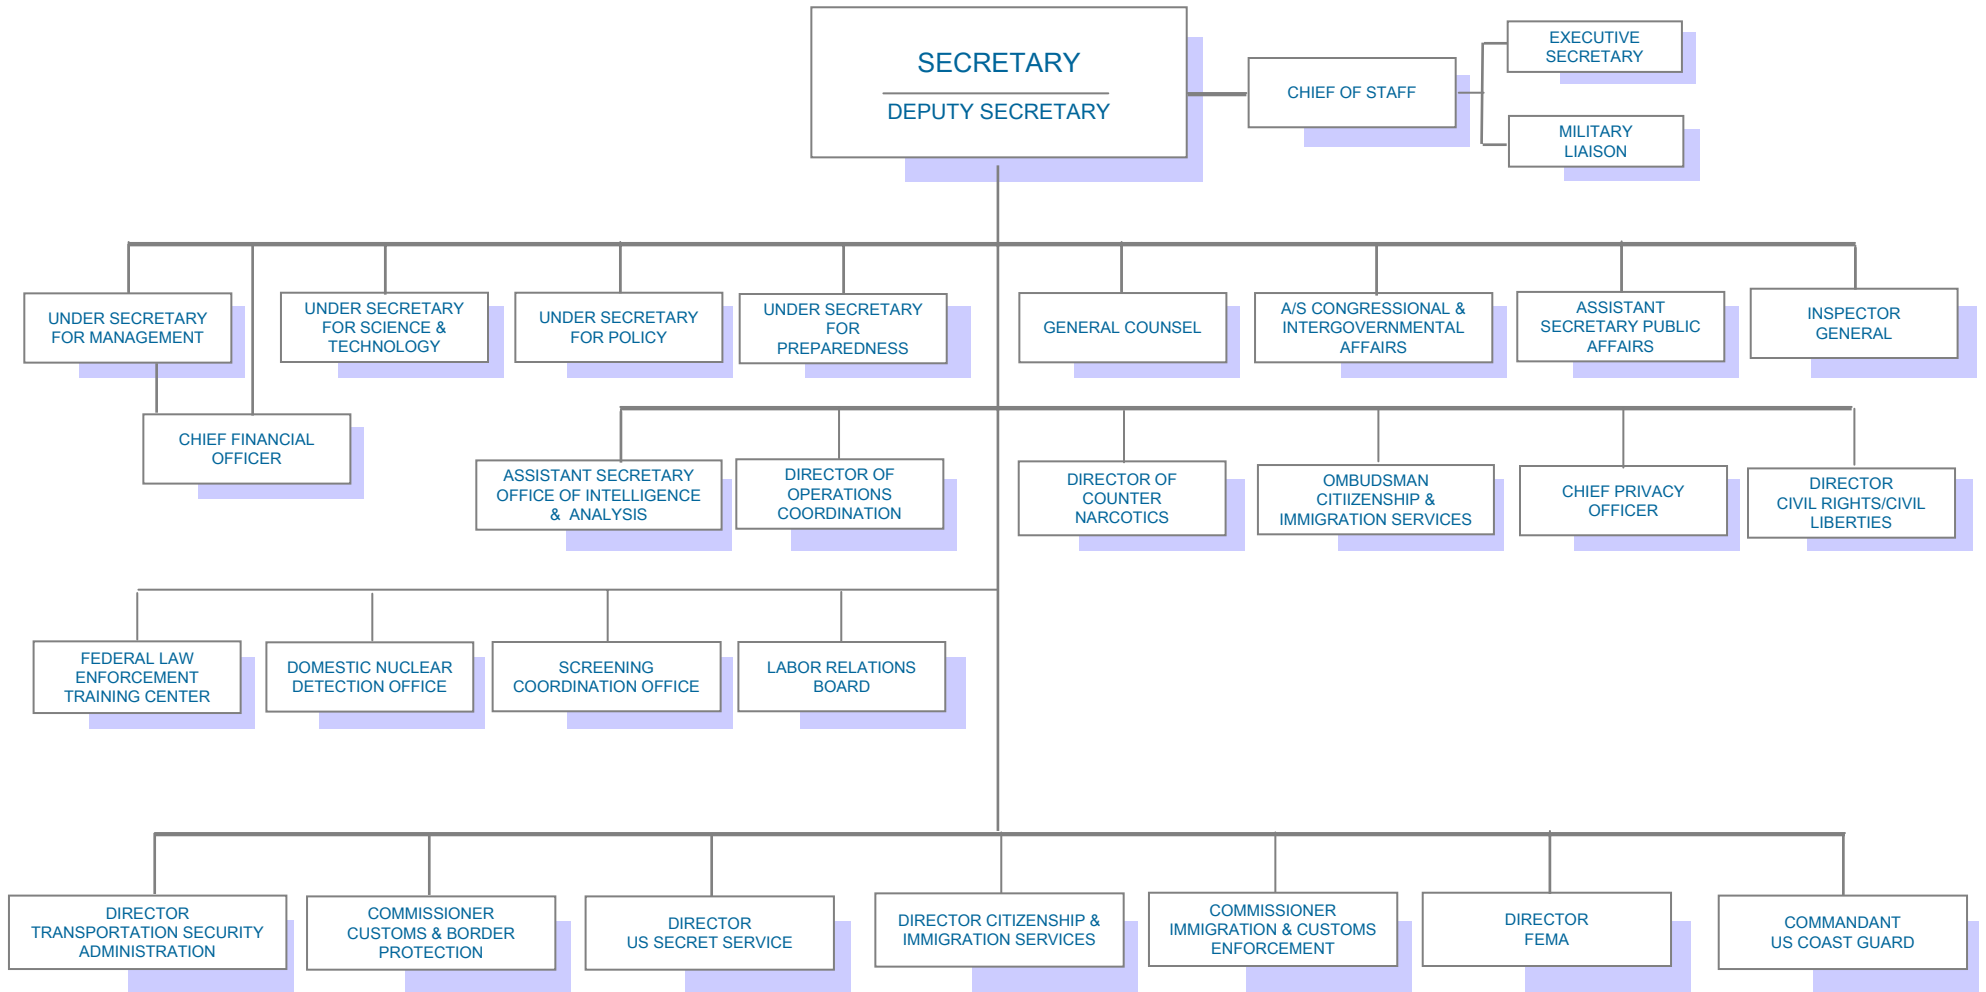 SECRETARY
DEPUTY SECRETARY
CHIEF OF STAFF
EXECUTIVE
SECRETARY
MILITARY
LIAISON
UNDER SECRETARY
FOR MANAGEMENT
UNDER SECRETARY
FOR SCIENCE &
TECHNOLOGY
UNDER SECRETARY
FOR POLICY
UNDER SECRETARY
FOR
PREPAREDNESS
GENERAL COUNSEL
A/S CONGRESSIONAL &
INTERGOVERNMENTAL
AFFAIRS
ASSISTANT
SECRETARY PUBLIC
AFFAIRS
INSPECTOR
GENERAL
CHIEF FINANCIAL
OFFICER
ASSISTANT SECRETARY
OFFICE OF INTELLIGENCE
& ANALYSIS
DIRECTOR OF
OPERATIONS
COORDINATION
DIRECTOR OF
COUNTER
NARCOTICS
OMBUDSMAN
CITIIZENSHIP &
IMMIGRATION SERVICES
CHIEF PRIVACY
OFFICER
DIRECTOR
CIVIL RIGHTS/CIVIL
LIBERTIES
FEDERAL LAW
ENFORCEMENT
TRAINING CENTER
DOMESTIC NUCLEAR
DETECTION OFFICE
SCREENING
COORDINATION OFFICE
LABOR RELATIONS
BOARD
DIRECTOR
TRANSPORTATION SECURITY
ADMINISTRATION
COMMISSIONER
CUSTOMS & BORDER
PROTECTION
DIRECTOR
US SECRET SERVICE
DIRECTOR CITIZENSHIP &
IMMIGRATION SERVICES
COMMISSIONER
IMMIGRATION & CUSTOMS
ENFORCEMENT
DIRECTOR
FEMA
COMMANDANT
US COAST GUARD